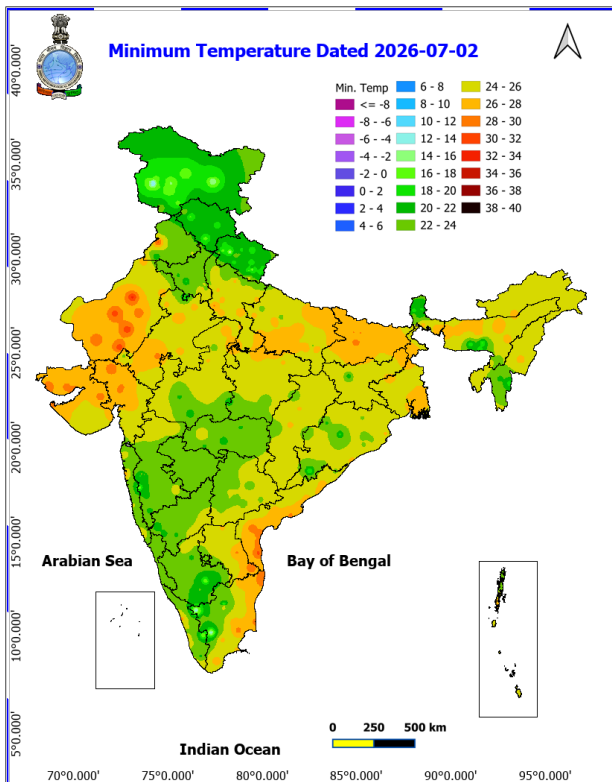 Minimum Temperature Dated 2026-07-02
Min. Temp
<= -8
-8 - -6
-6 - -4
-4 - -2
-2 - 0
0 - 2
2 - 4
4 - 6
6 - 8
8 - 10
10 - 12
12 - 14
14 - 16
16 - 18
18 - 20
20 - 22
22 - 24
24 - 26
26 - 28
28 - 30
30 - 32
32 - 34
34 - 36
36 - 38
38 - 40
40°0.000'
35°0.000'
30°0.000'
25°0.000'
20°0.000'
15°0.000'
10°0.000'
5°0.000'
Arabian Sea
Bay of Bengal
Indian Ocean
0 250 500 km
70°0.000' 75°0.000' 80°0.000' 85°0.000' 90°0.000' 95°0.000'